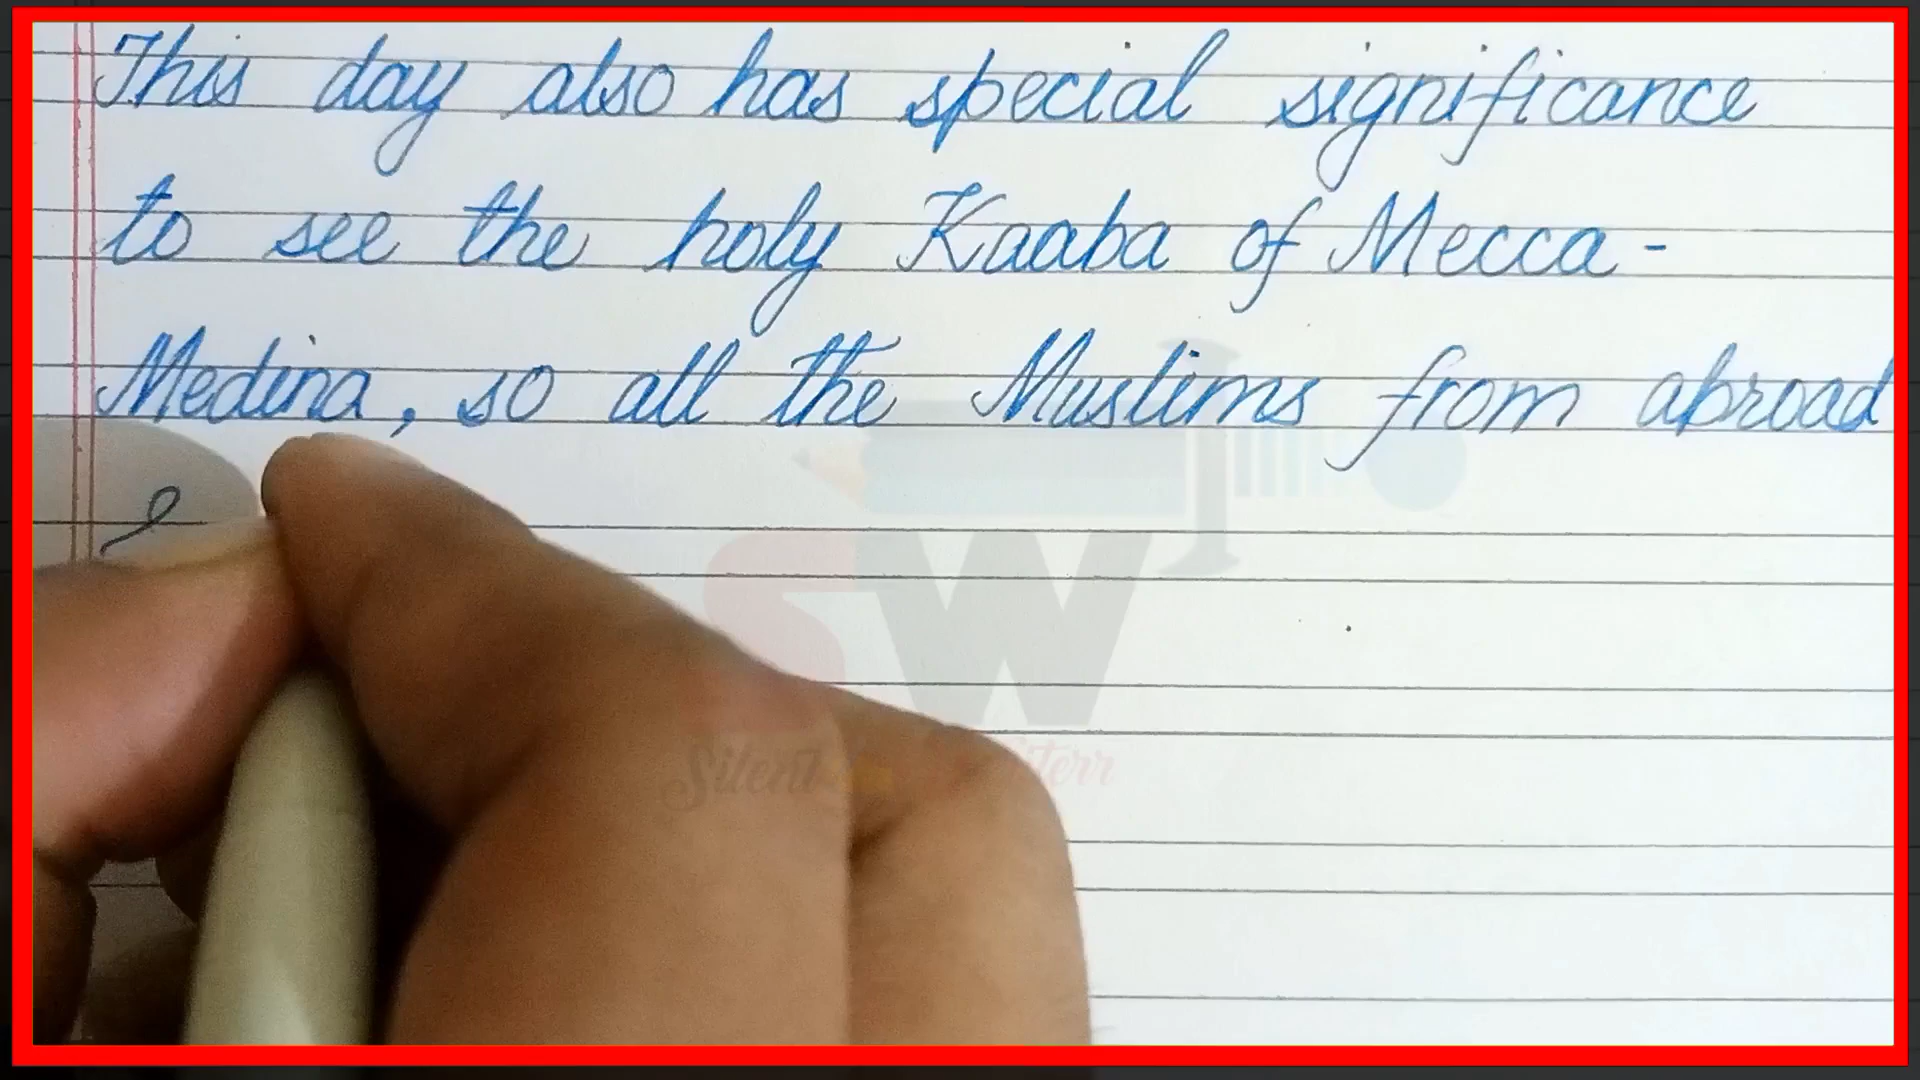 This day also has special significance
to see the holy Kaaba of Mecca -
Medina, so all the Muslims from abroad
SW